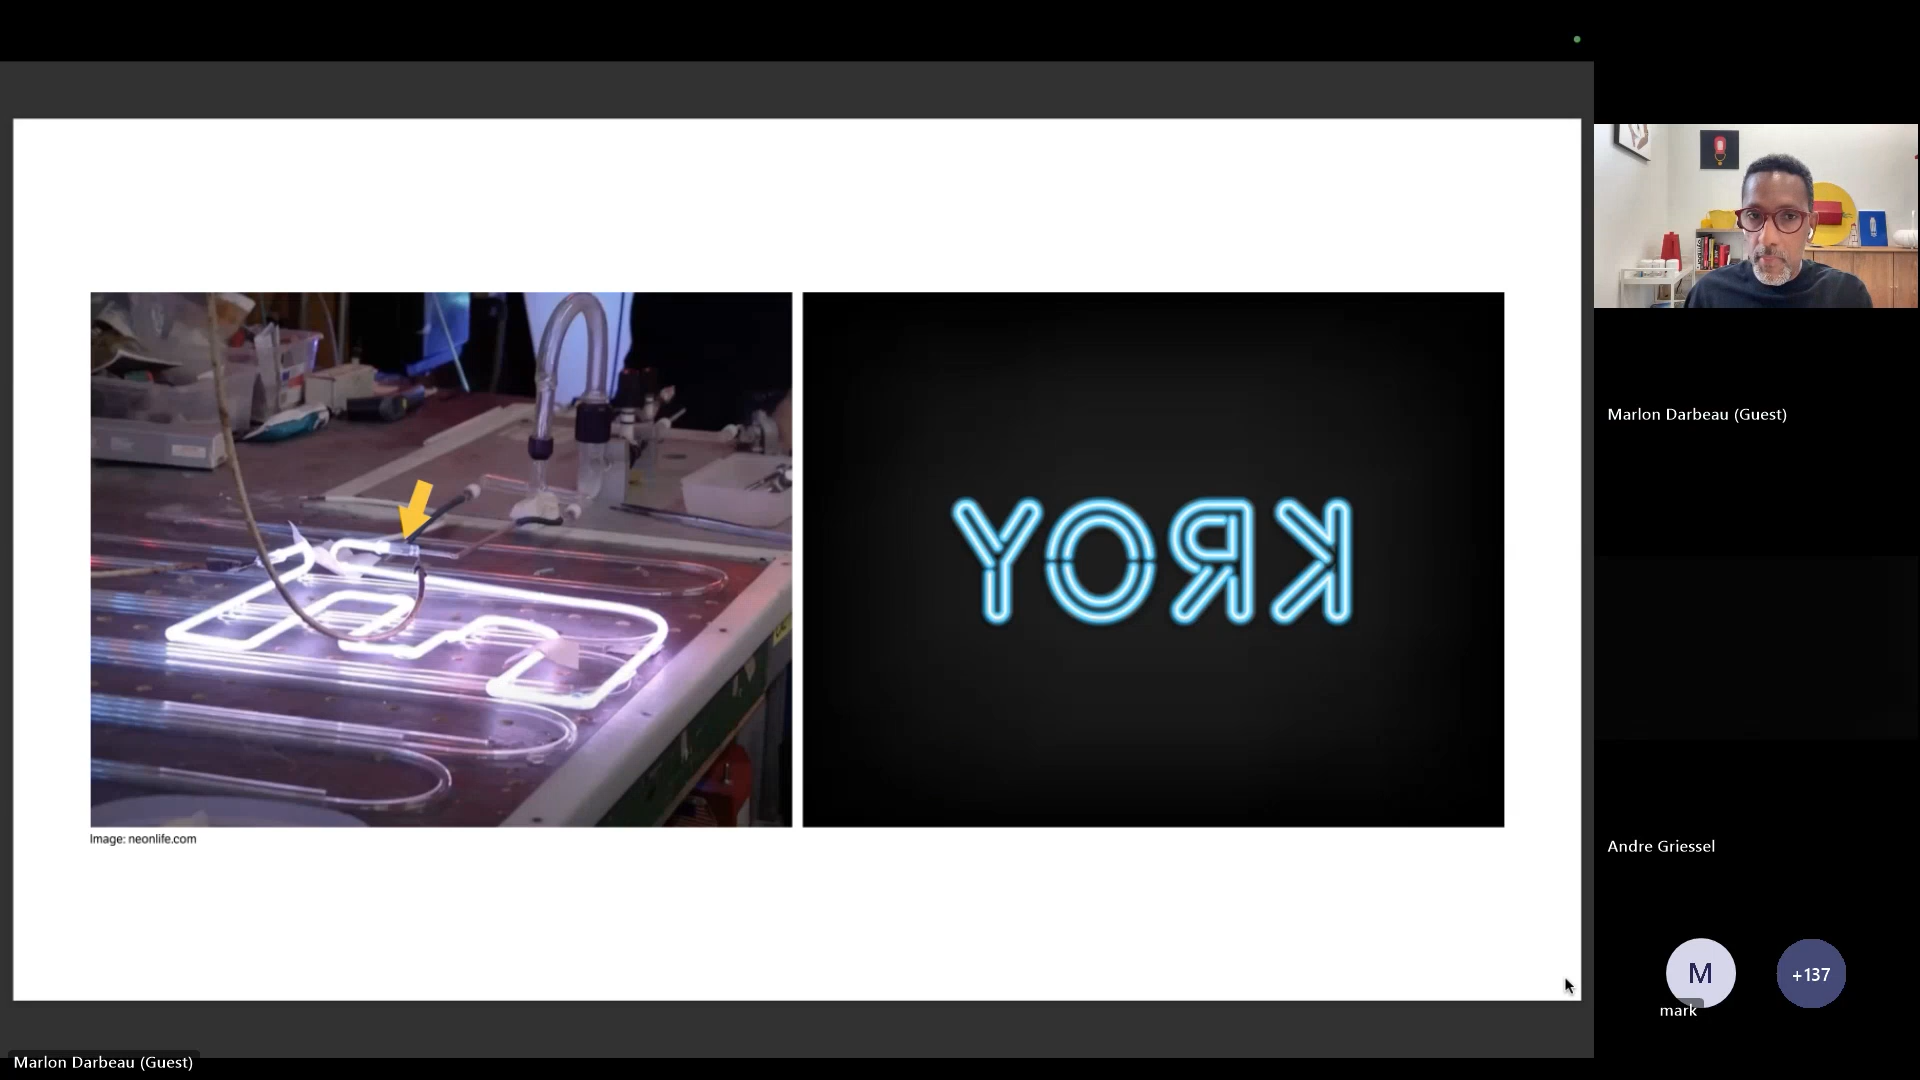 YORK
Image: neonlife.com
Marlon Darbeau (Guest)
Andre Griessel
M
+137
mark
Marlon Darbeau (Guest)